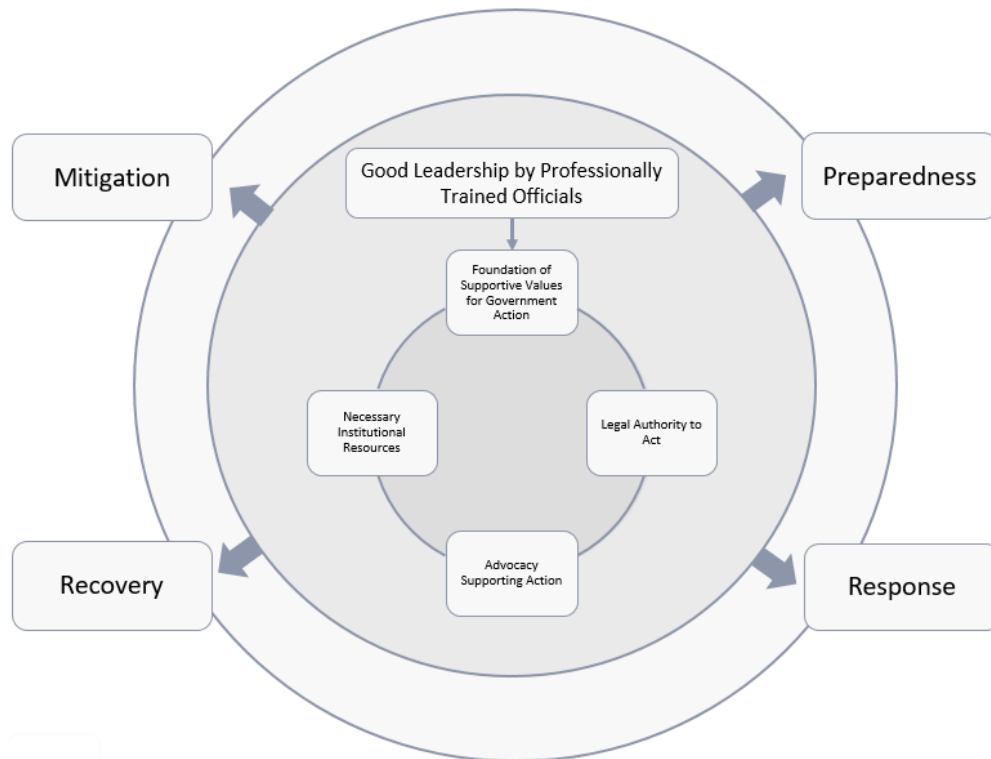 Good Leadership by Professionally
Trained Officials
Mitigation
Preparedness
Foundation of
Supportive Values
for Government
Action
Necessary
Institutional
Resources
Legal Authority to
Act
Advocacy
Supporting Action
Recovery
Response